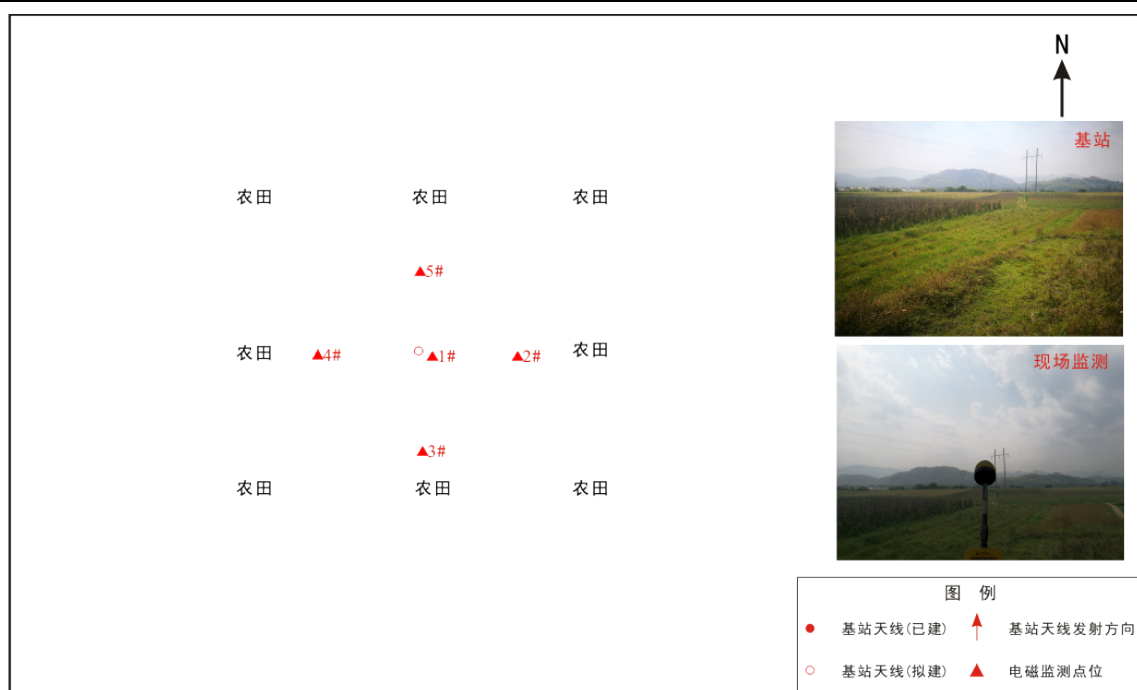 N
基站
农田 农田 农田
▲5#
农田 ▲4# ▲1# ▲2# 农田
现场监测
▲3#
农田 农田 农田
图 例
基站天线(已建) 基站天线发射方向
基站天线(拟建) 电磁监测点位